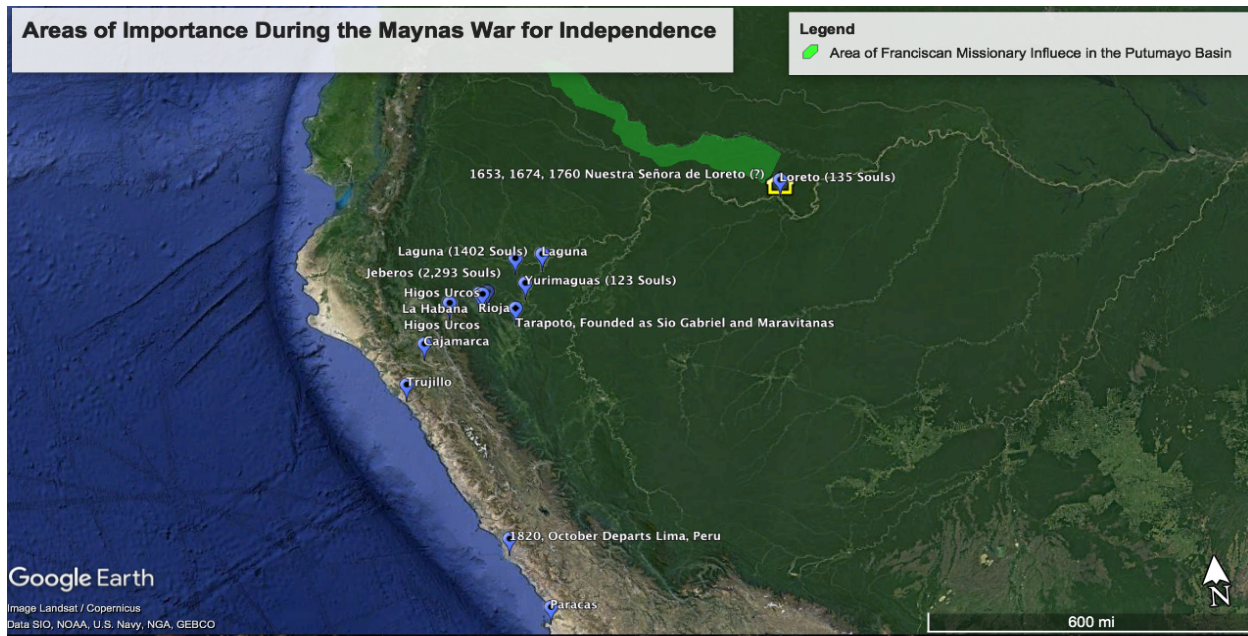 Areas of Importance During the Maynas War for Independence
Legend
Area of Franciscan Missionary Influece in the Putumayo Basin
1653, 1674, 1760 Nuestra Señora de Loreto (?)
Loreto (135 Souls)
Laguna (1402 Souls)
Laguna
Jeberos (2,293 Souls)
Yurimaguas (123 Souls)
Higos Urcos
La Habana
Rioja
Tarapoto, Founded as Sio Gabriel and Maravitanas
Higos Urcos
Cajamarca
Trujillo
1820, October Departs Lima, Peru
Paracas
Google Earth
Image Landsat / Copernicus
Data SIO, NOAA, U.S. Navy, NGA, GEBCO
N
600 mi